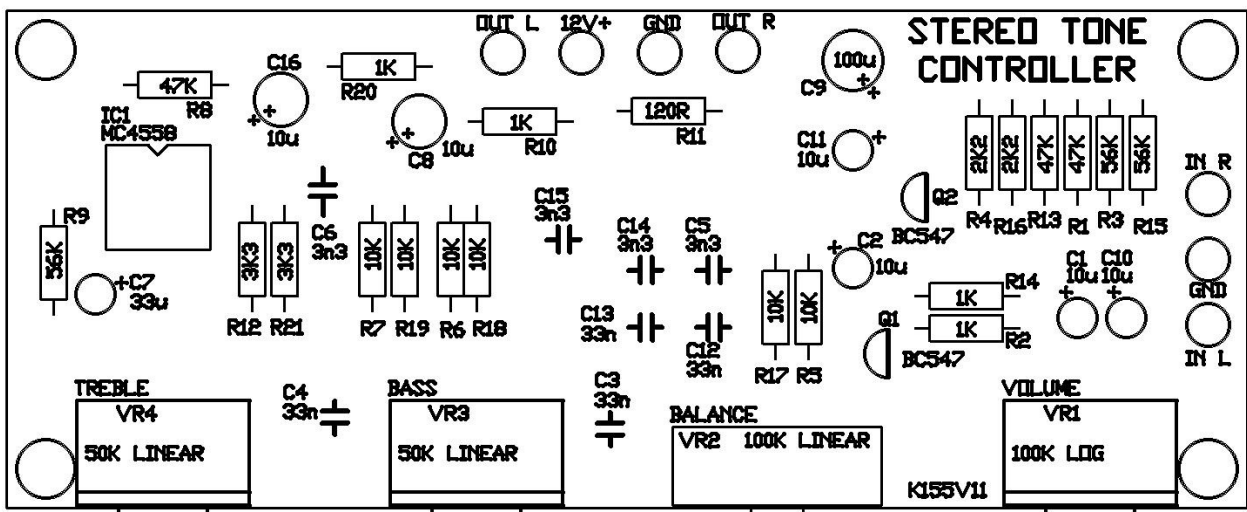 OUT L 12V+ GND OUT R
STEREO TONE
CONTROLLER
C16
10u
1K
R20
47K
R8
IC1
MC4558
C8 10u
1K
R10
120R
R11
100u
C9
C11
10u
2K2 2K2 47K 47K 56K 56K
R4 R16 R13 R1 R3 R15
IN R
GND
IN L
Q2
BC547
R9
56K
C7
33u
3K3 3K3
R12 R21
C6
3n3
10K 10K 10K 10K
R7 R19 R6 R18
C15
3n3
C14
3n3
C5
3n3
C13
33n
C12
33n
C2
10u
10K 10K
R17 R5
C1 C10
10u 10u
R14
1K
1K
R2
Q1
BC547
TREBLE
VR4
50K LINEAR
C4
33n
BASS
VR3
50K LINEAR
C3
33n
BALANCE
VR2 100K LINEAR
VOLUME
VR1
100K LOG
K155V11